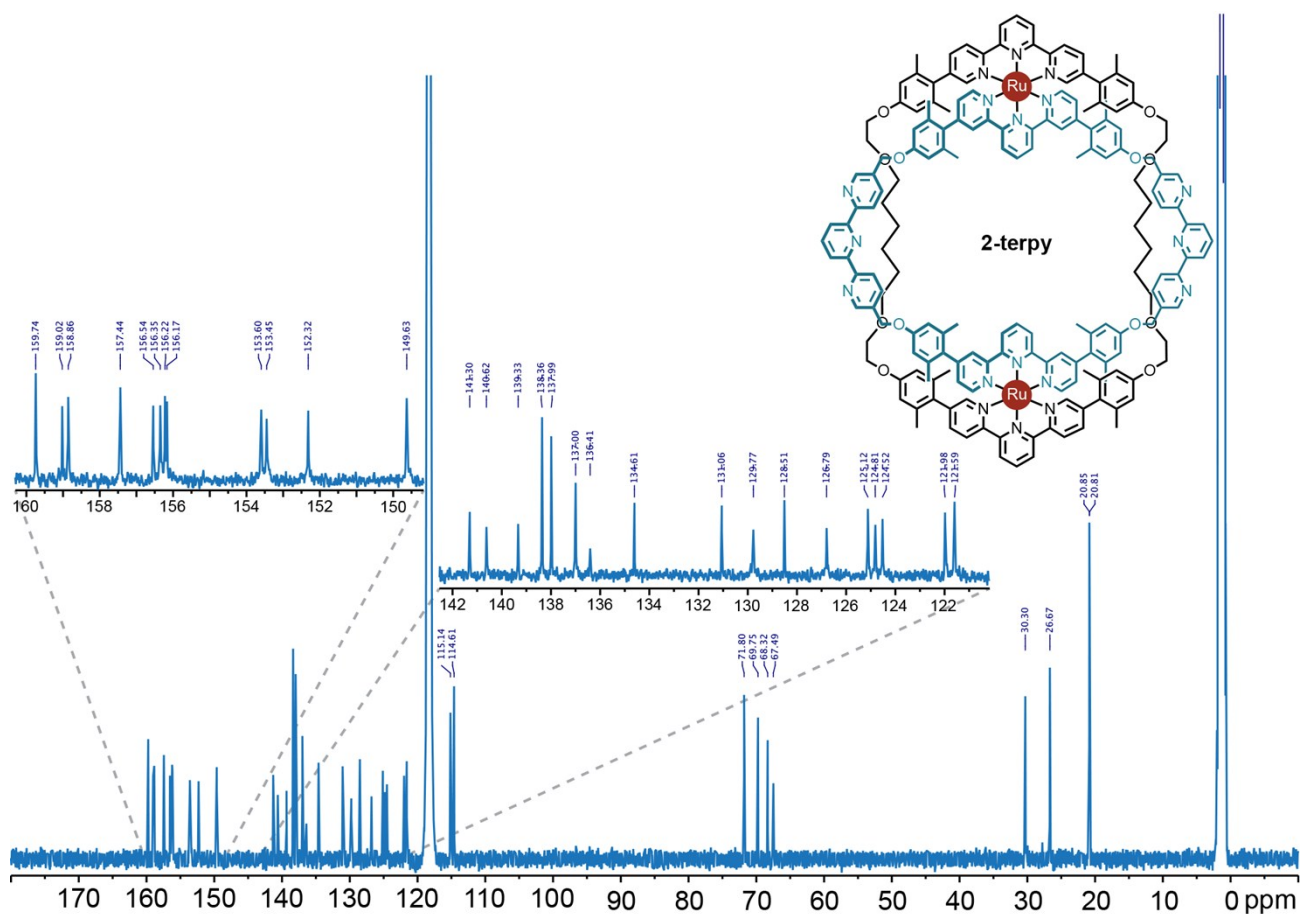 159.74
159.02
158.86
157.44
156.54
156.35
156.22
156.17
153.60
153.45
152.32
149.63
160 158 156 154 152 150
141.30
140.62
139.33
138.36
137.99
137.00
136.41
134.61
131.06
129.77
128.51
126.79
125.12
124.81
124.52
121.98
121.59
142 140 138 136 134 132 130 128 126 124 122
N
N N
Ru
N N
N
O O
O O
O O
O O
N N
N N
N N
2-terpy
O O
O O
O O
N
N N
Ru
N N
N
115.14
114.61
71.80
69.75
68.32
67.49
30.30
26.67
20.85
20.81
170 160 150 140 130 120 110 100 90 80 70 60 50 40 30 20 10 0 ppm